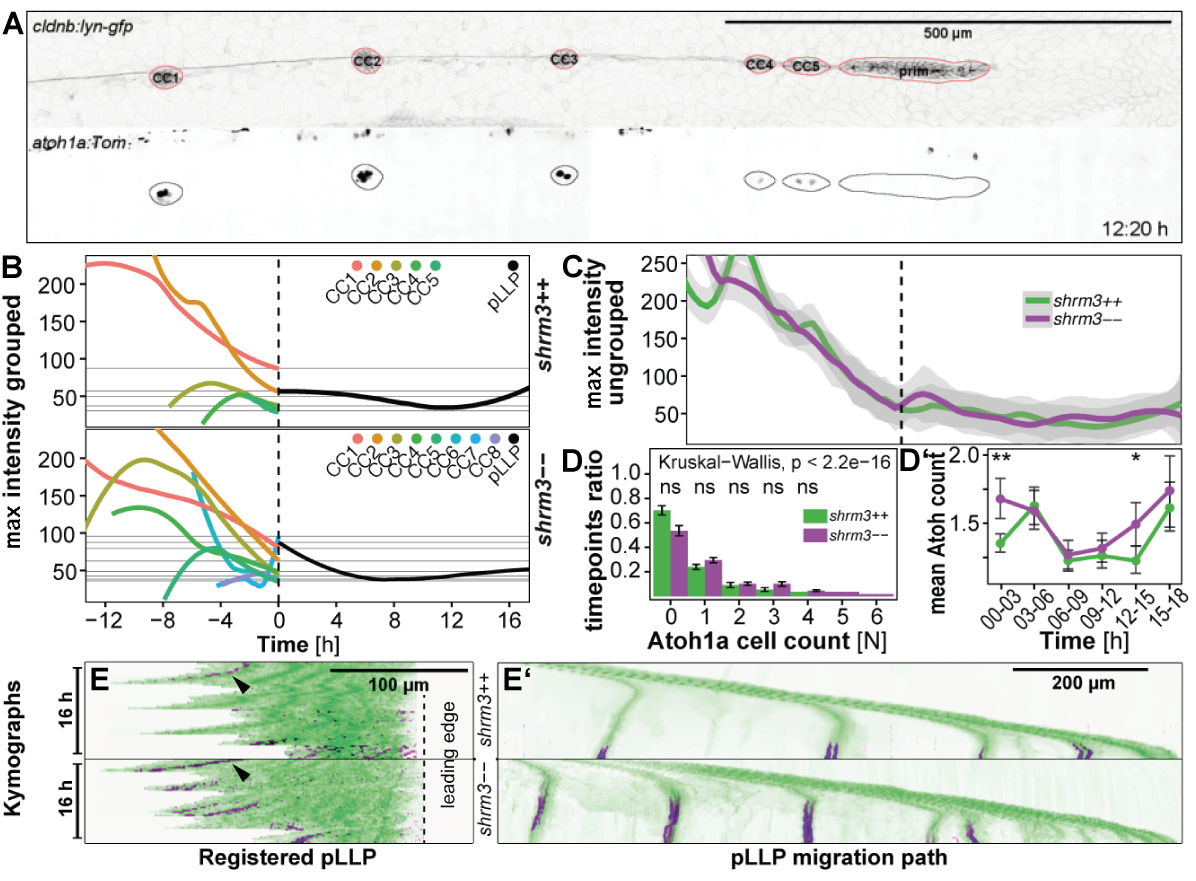 A
cldnb:lyn-gfp
500 µm
CC1
CC2
CC3
CC4
CC5
prim
atoh1a:Tom
12:20 h
B
max intensity grouped
200
150
100
50
CC1
CC2
CC3
CC4
CC5
pLLP
shrm3++
200
150
100
50
CC1
CC2
CC3
CC4
CC5
CC6
CC7
CC8
pLLP
shrm3−−
−12
−8
−4
0
4
8
12
16
Time [h]
C
max intensity
ungrouped
250
200
150
100
50
shrm3++
shrm3−−
D
timepoints ratio
1.0
0.8
0.6
0.4
0.2
Kruskal−Wallis, p < 2.2e−16
ns ns ns ns ns
shrm3++
shrm3−−
0 1 2 3 4 5 6
Atoh1a cell count [N]
D'
mean Atoh count
2.0
1.5
**
*
00-03
03-06
06-09
09-12
12-15
15-18
Time [h]
Kymographs
E
16 h
16 h
100 µm
leading edge
shrm3++
shrm3−−
Registered pLLP
E'
200 µm
pLLP migration path